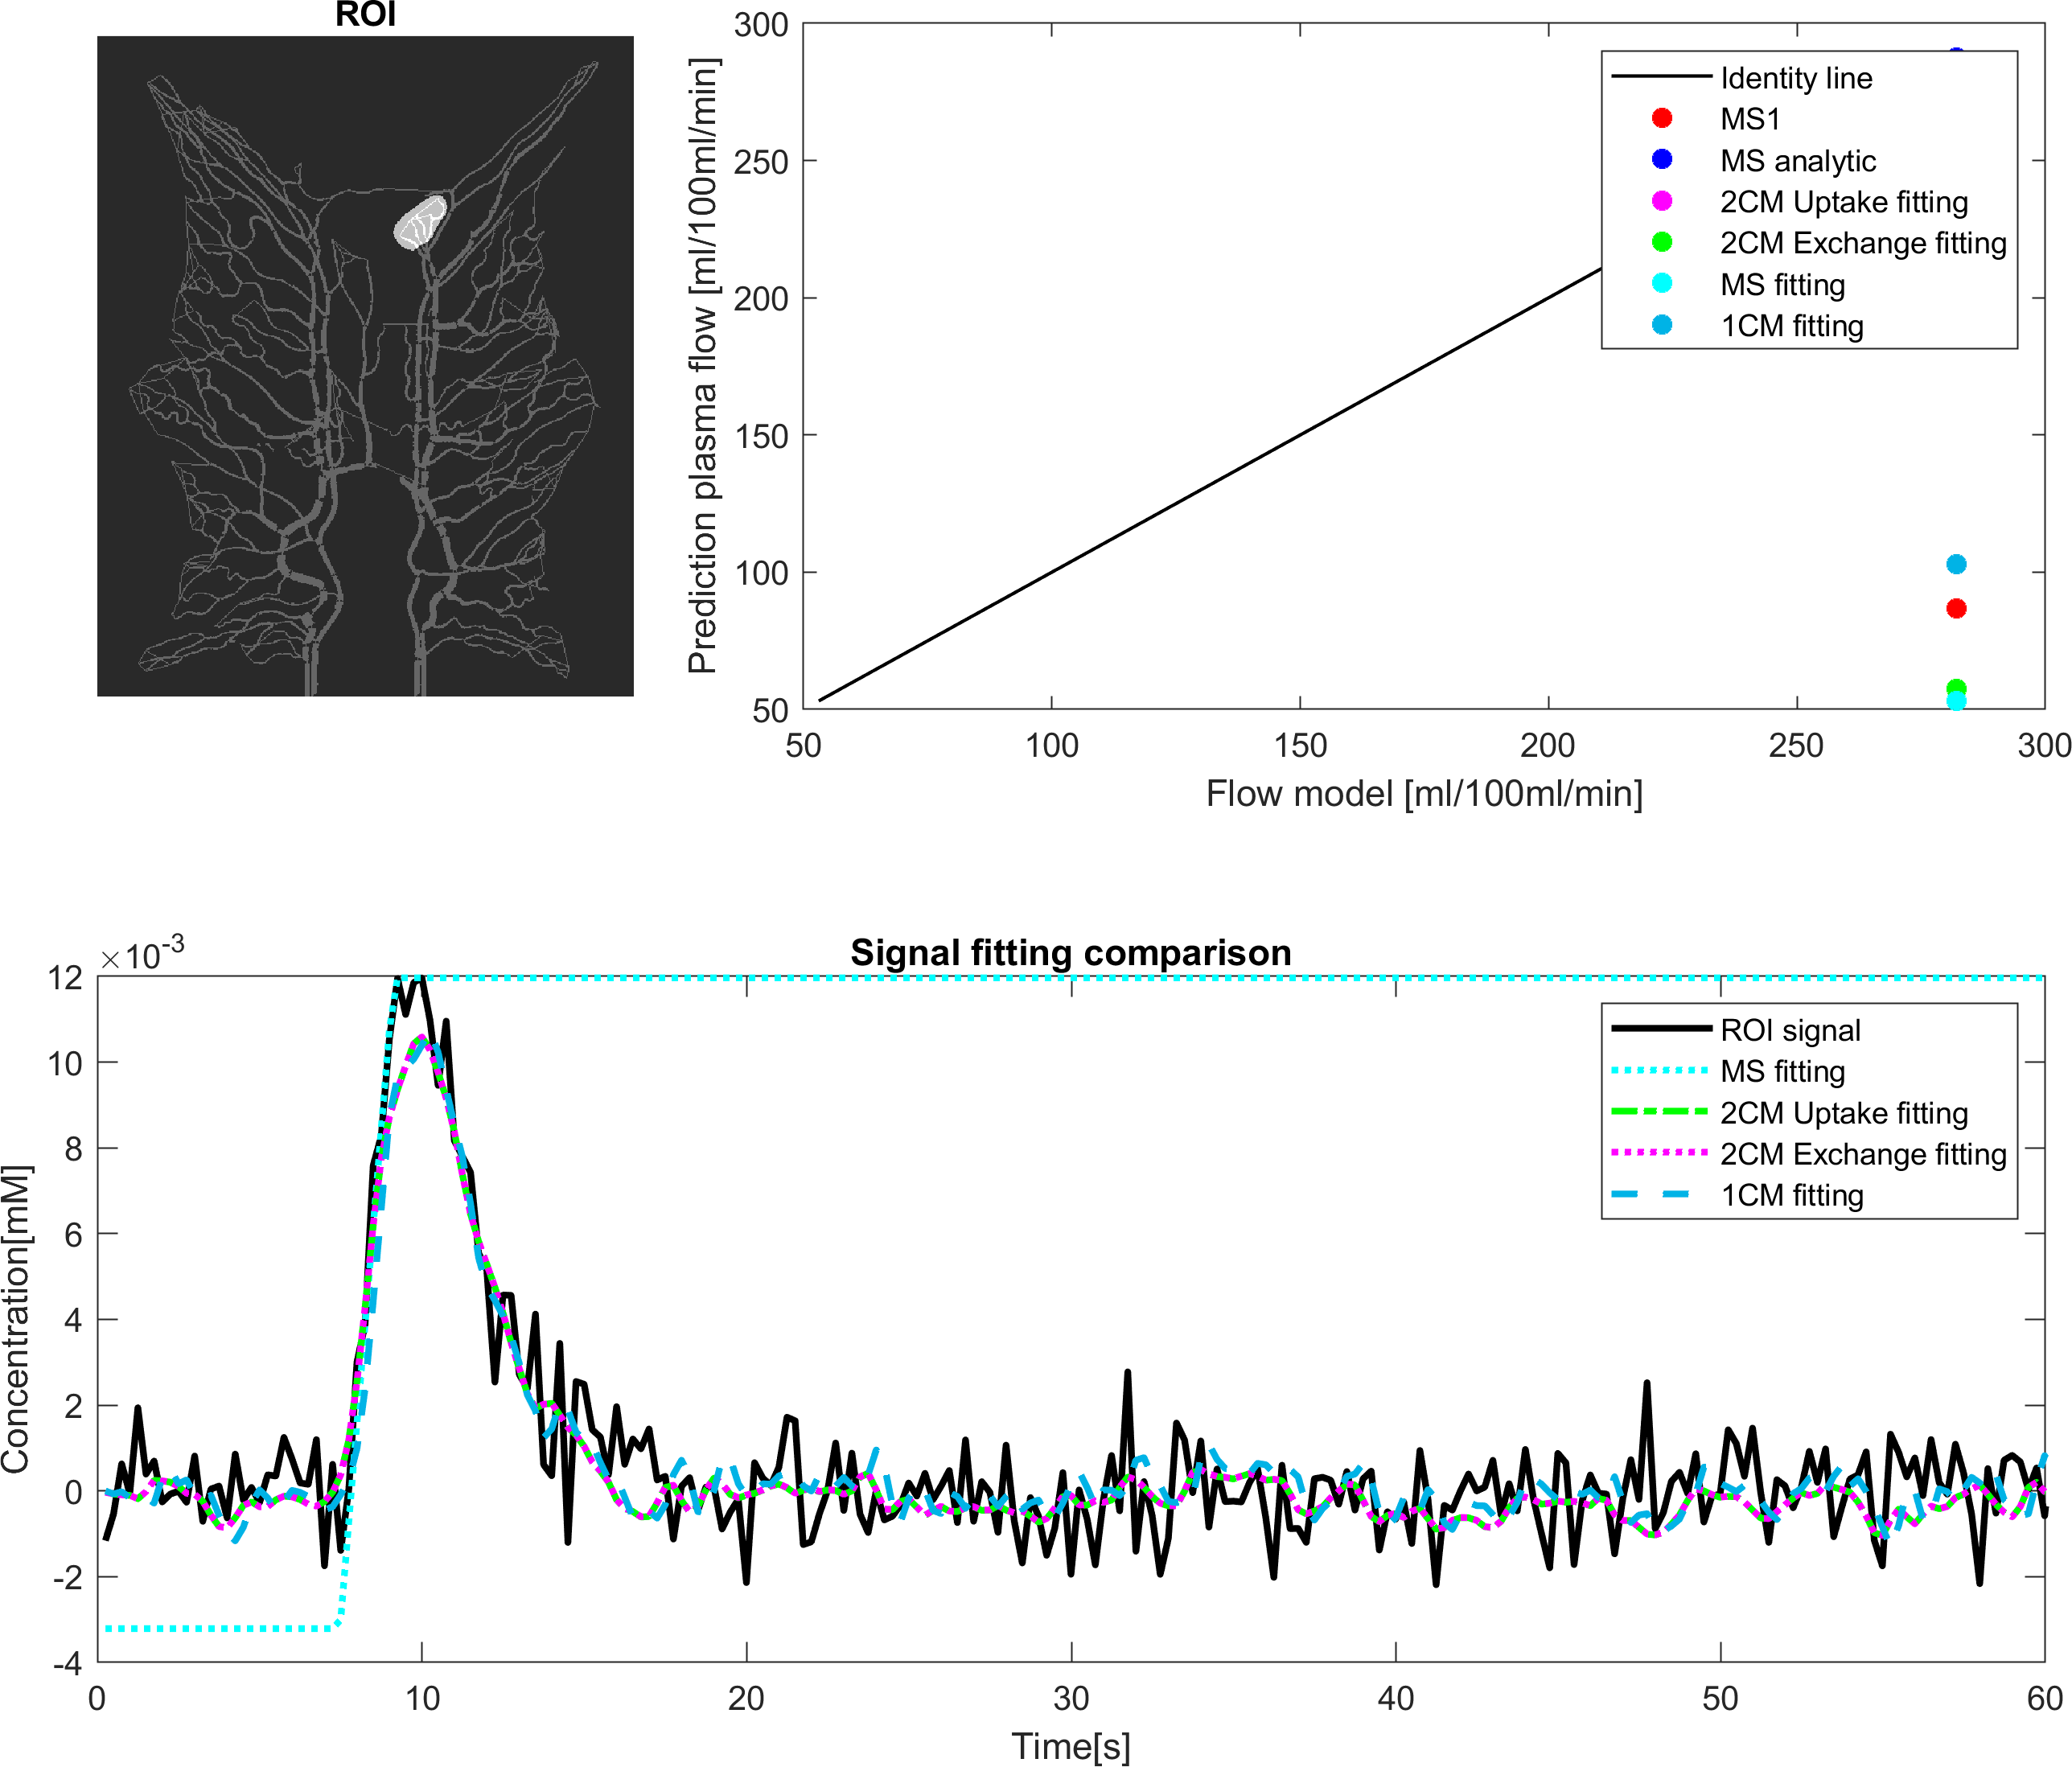 ROI
Prediction plasma flow [ml/100ml/min]
300
250
200
150
100
50
50 100 150 200 250 300
Flow model [ml/100ml/min]
Identity line
MS1
MS analytic
2CM Uptake fitting
2CM Exchange fitting
MS fitting
1CM fitting
Signal fitting comparison
×10-3
Concentration[mM]
12
10
8
6
4
2
0
-2
-4
0 10 20 30 40 50 60
Time[s]
ROI signal
MS fitting
2CM Uptake fitting
2CM Exchange fitting
1CM fitting